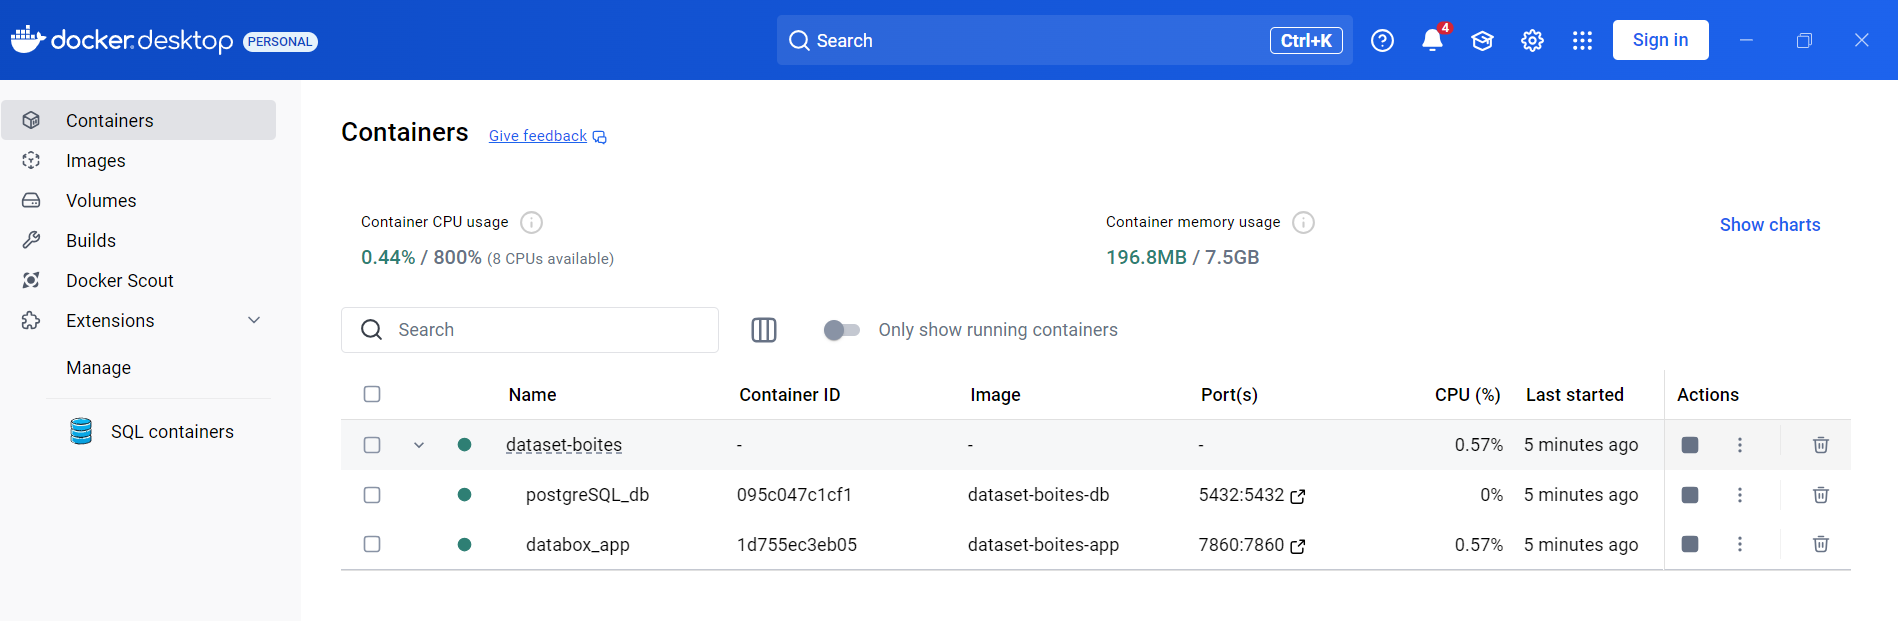 docker.desktop PERSONAL Search Ctrl+K 4 Sign in
Containers
Images
Volumes
Builds
Docker Scout
Extensions
Manage
SQL containers
Containers Give feedback
Container CPU usage
0.44% / 800% (8 CPUs available)
Container memory usage
196.8MB / 7.5GB
Show charts
Search Only show running containers
Name Container ID Image Port(s) CPU (%) Last started Actions
dataset-boites - - - 0.57% 5 minutes ago
postgreSQL_db 095c047c1cf1 dataset-boites-db 5432:5432 0% 5 minutes ago
databox_app 1d755ec3eb05 dataset-boites-app 7860:7860 0.57% 5 minutes ago